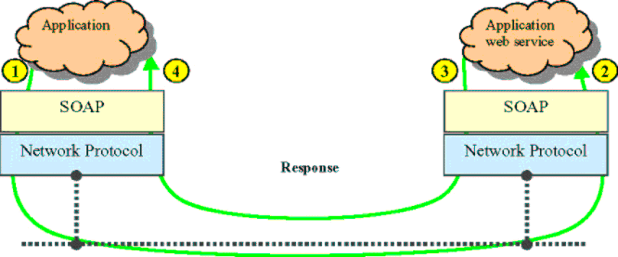 Application
Application
web service
1
4
3
2
SOAP
SOAP
Network Protocol
Network Protocol
Response